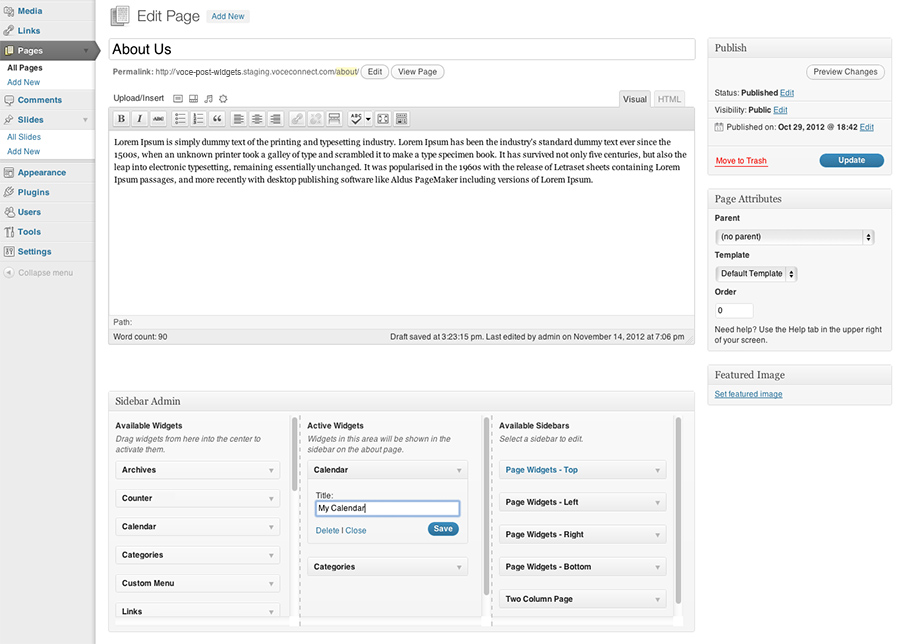 Media
Links
Pages
All Pages
Add New
Comments
Slides
All Slides
Add New
Appearance
Plugins
Users
Tools
Settings
Collapse menu
Edit Page Add New
About Us
Permalink: http://voce-post-widgets.staging.voceconnect.com/about/ Edit View Page
Upload/Insert Visual HTML
B I ABC ABC
Lorem Ipsum is simply dummy text of the printing and typesetting industry. Lorem Ipsum has been the industry's standard dummy text ever since the
1500s, when an unknown printer took a galley of type and scrambled it to make a type specimen book. It has survived not only five centuries, but also the
leap into electronic typesetting, remaining essentially unchanged. It was popularised in the 1960s with the release of Letraset sheets containing Lorem
Ipsum passages, and more recently with desktop publishing software like Aldus PageMaker including versions of Lorem Ipsum.
Path:
Word count: 90 Draft saved at 3:23:15 pm. Last edited by admin on November 14, 2012 at 7:06 pm
Sidebar Admin
Available Widgets
Drag widgets from here into the center to
activate them.
Archives
Counter
Calendar
Categories
Custom Menu
Links
Active Widgets
Widgets in this area will be shown in the
sidebar on the about page.
Calendar
Title:
My Calendar
Delete | Close Save
Categories
Available Sidebars
Select a sidebar to edit.
Page Widgets - Top
Page Widgets - Left
Page Widgets - Right
Page Widgets - Bottom
Two Column Page
Publish
Preview Changes
Status: Published Edit
Visibility: Public Edit
Published on: Oct 29, 2012 @ 18:42 Edit
Move to Trash Update
Page Attributes
Parent
(no parent)
Template
Default Template
Order
0
Need help? Use the Help tab in the upper right
of your screen.
Featured Image
Set featured image